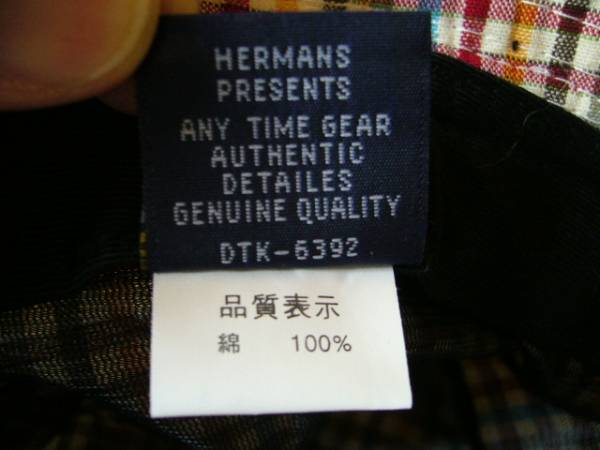 HERMANS
PRESENTS
ANY TIME GEAR
AUTHENTIC
DETAILES
GENUINE QUALITY
DTK-6392
品質表示
綿 100%